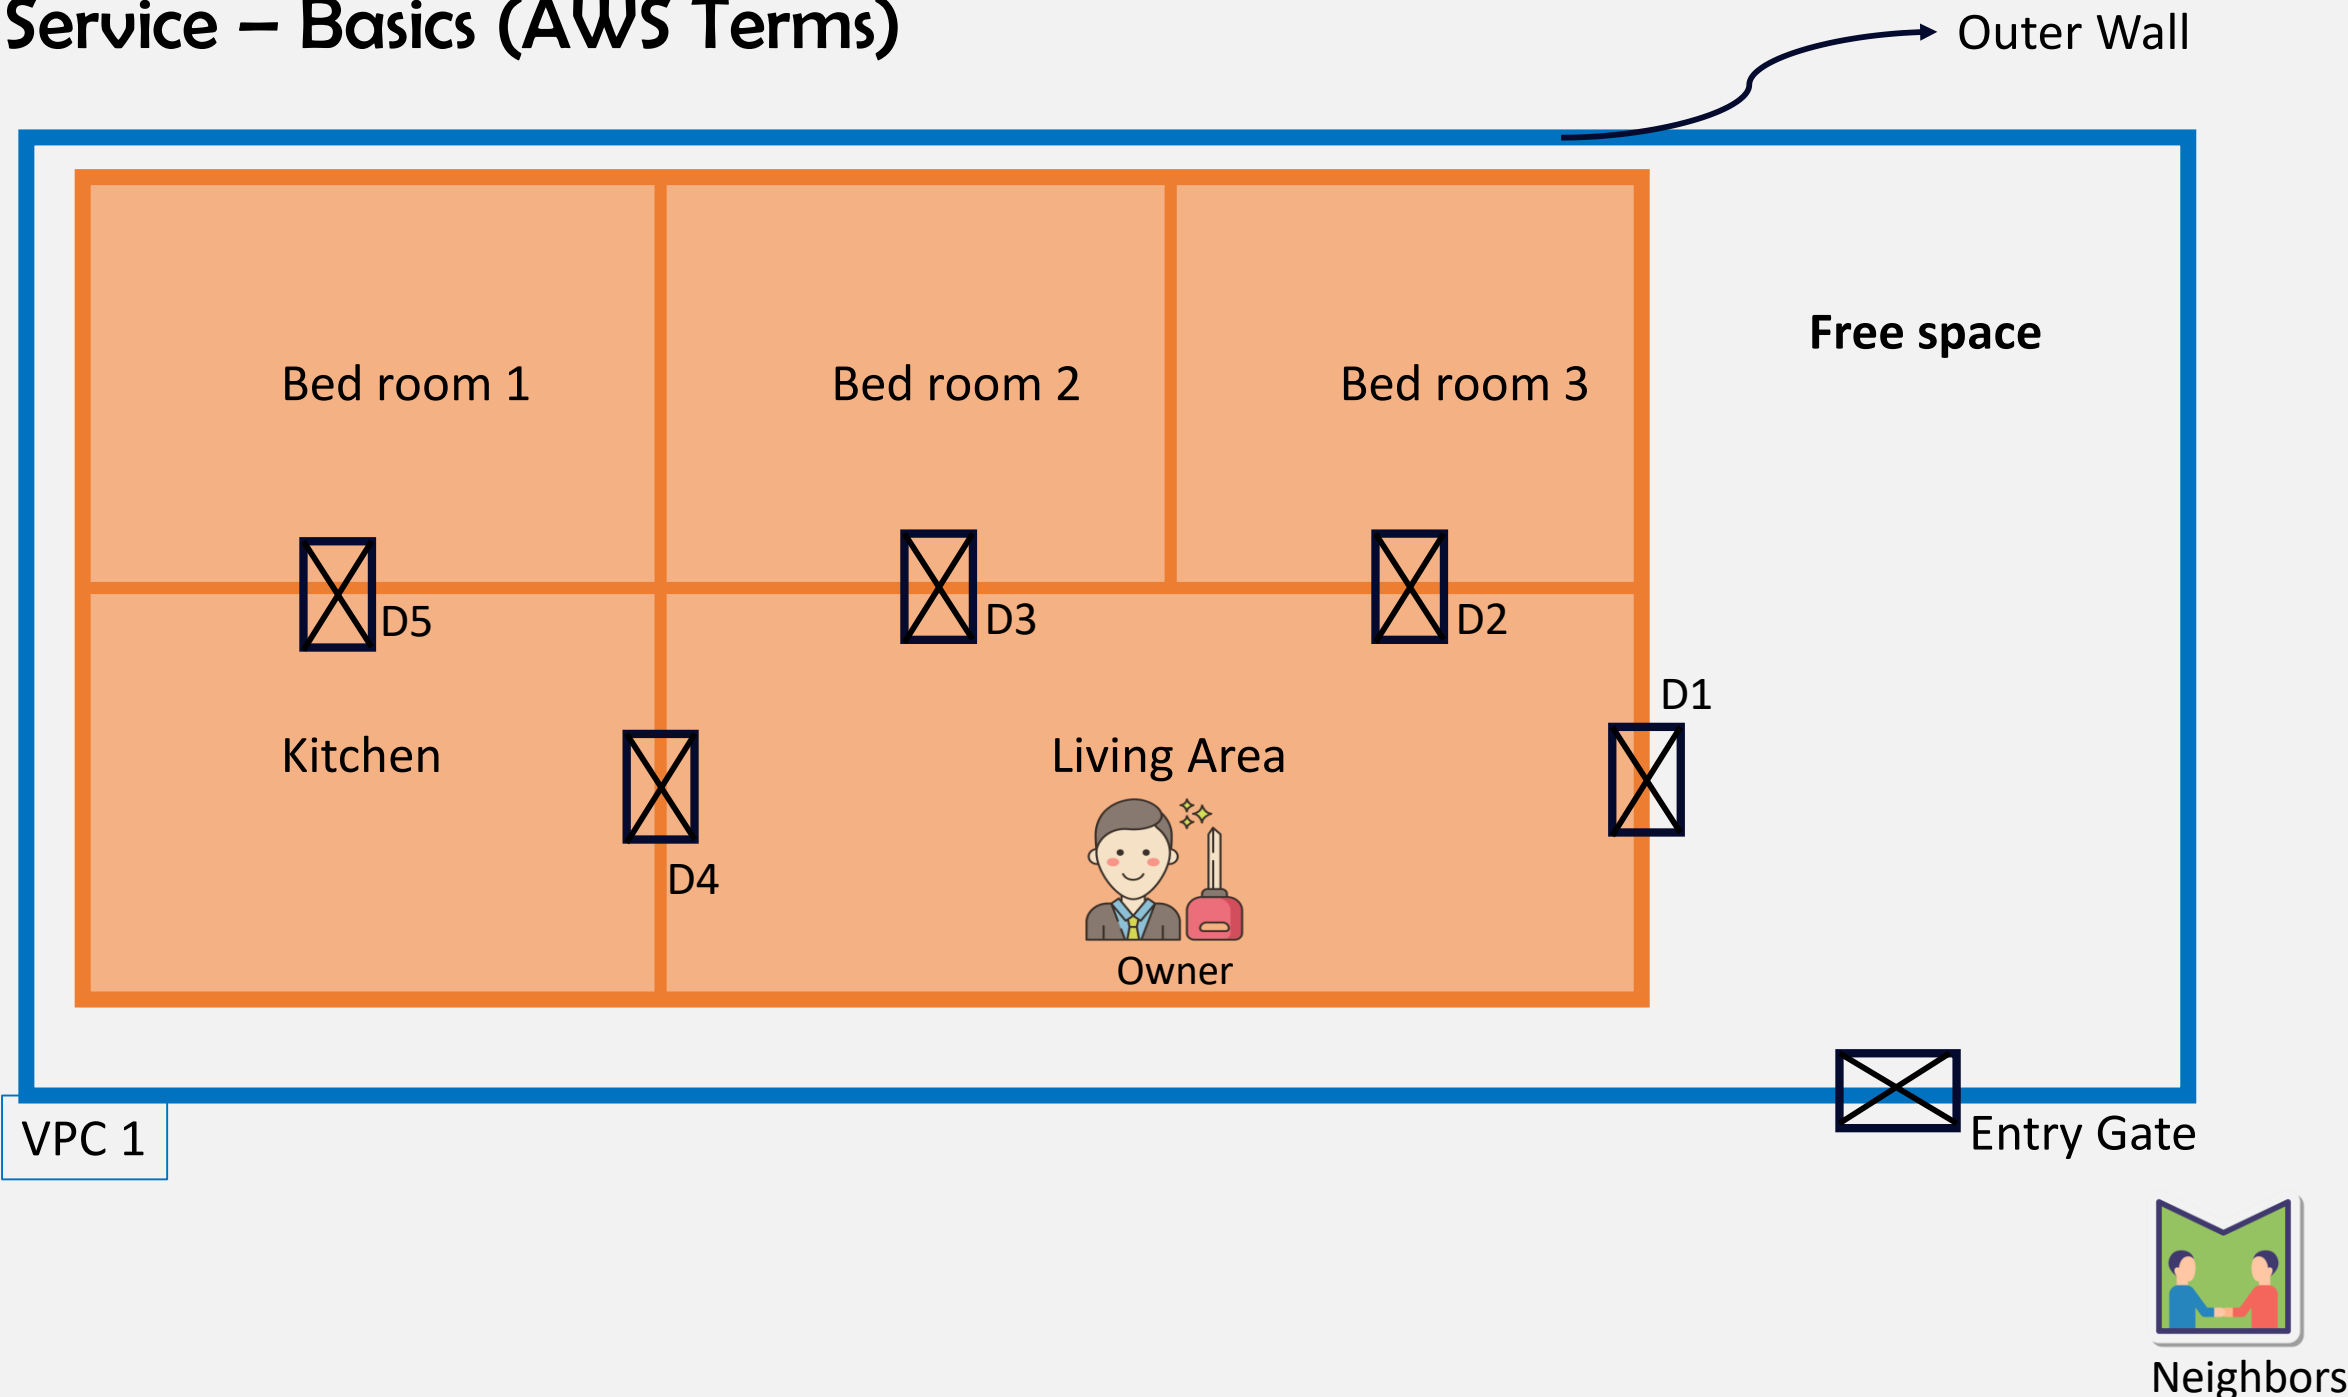 Service – Basics (AWS Terms)
Outer Wall
Free space
Bed room 1
Bed room 2
Bed room 3
D5
D3
D2
D1
Kitchen
Living Area
D4
Owner
VPC 1
Entry Gate
Neighbors